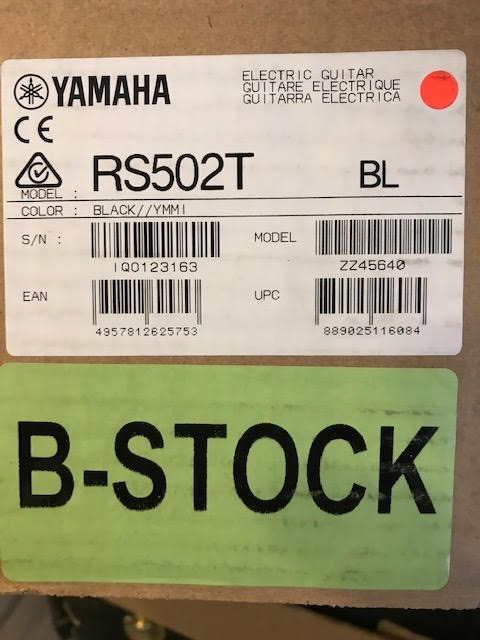 YAMAHA
ELECTRIC GUITAR
GUITARE ELECTRIQUE
GUITARRA ELECTRICA
CE
MODEL : RS502T BL
COLOR : BLACK//YMMI
S/N :
IQO123163
MODEL
ZZ45640
EAN
4957812625753
UPC
889025116084
B-STOCK